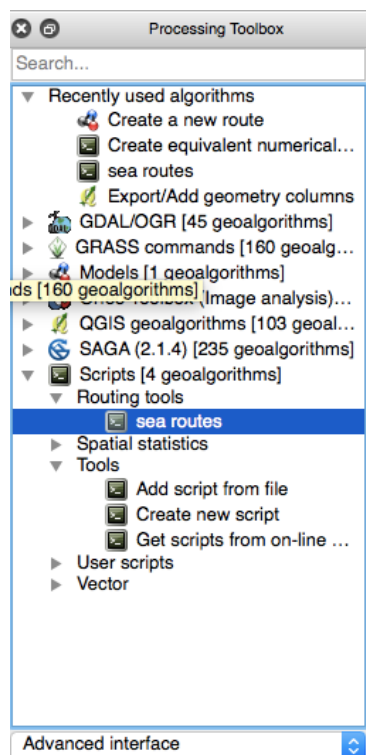 Processing Toolbox
Search...
Recently used algorithms
Create a new route
Create equivalent numerical...
sea routes
Export/Add geometry columns
GDAL/OGR [45 geoalgorithms]
GRASS commands [160 geoalg...
Models [1 geoalgorithms]
ds [160 geoalgorithms]
(Image analysis)...
QGIS geoalgorithms [103 geoal...
SAGA (2.1.4) [235 geoalgorithms]
Scripts [4 geoalgorithms]
Routing tools
sea routes
Spatial statistics
Tools
Add script from file
Create new script
Get scripts from on-line ...
User scripts
Vector
Advanced interface